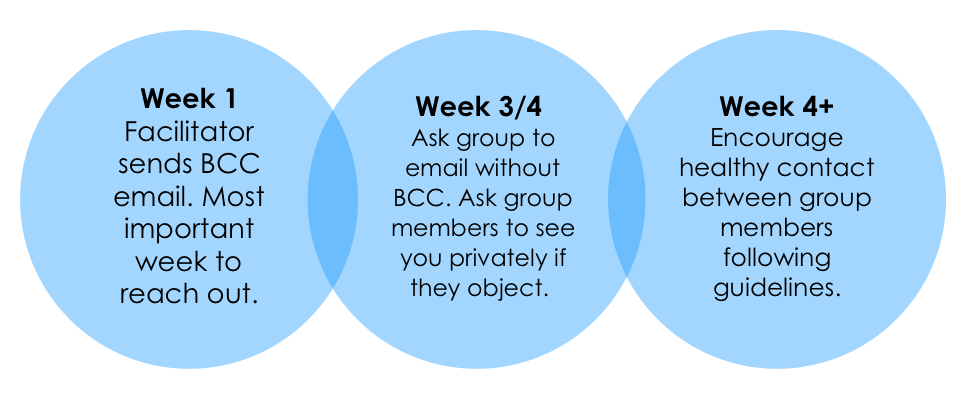 Week 1
Facilitator
sends BCC
email. Most
important
week to
reach out.
Week 3/4
Ask group to
email without
BCC. Ask group
members to see
you privately if
they object.
Week 4+
Encourage
healthy contact
between group
members
following
guidelines.